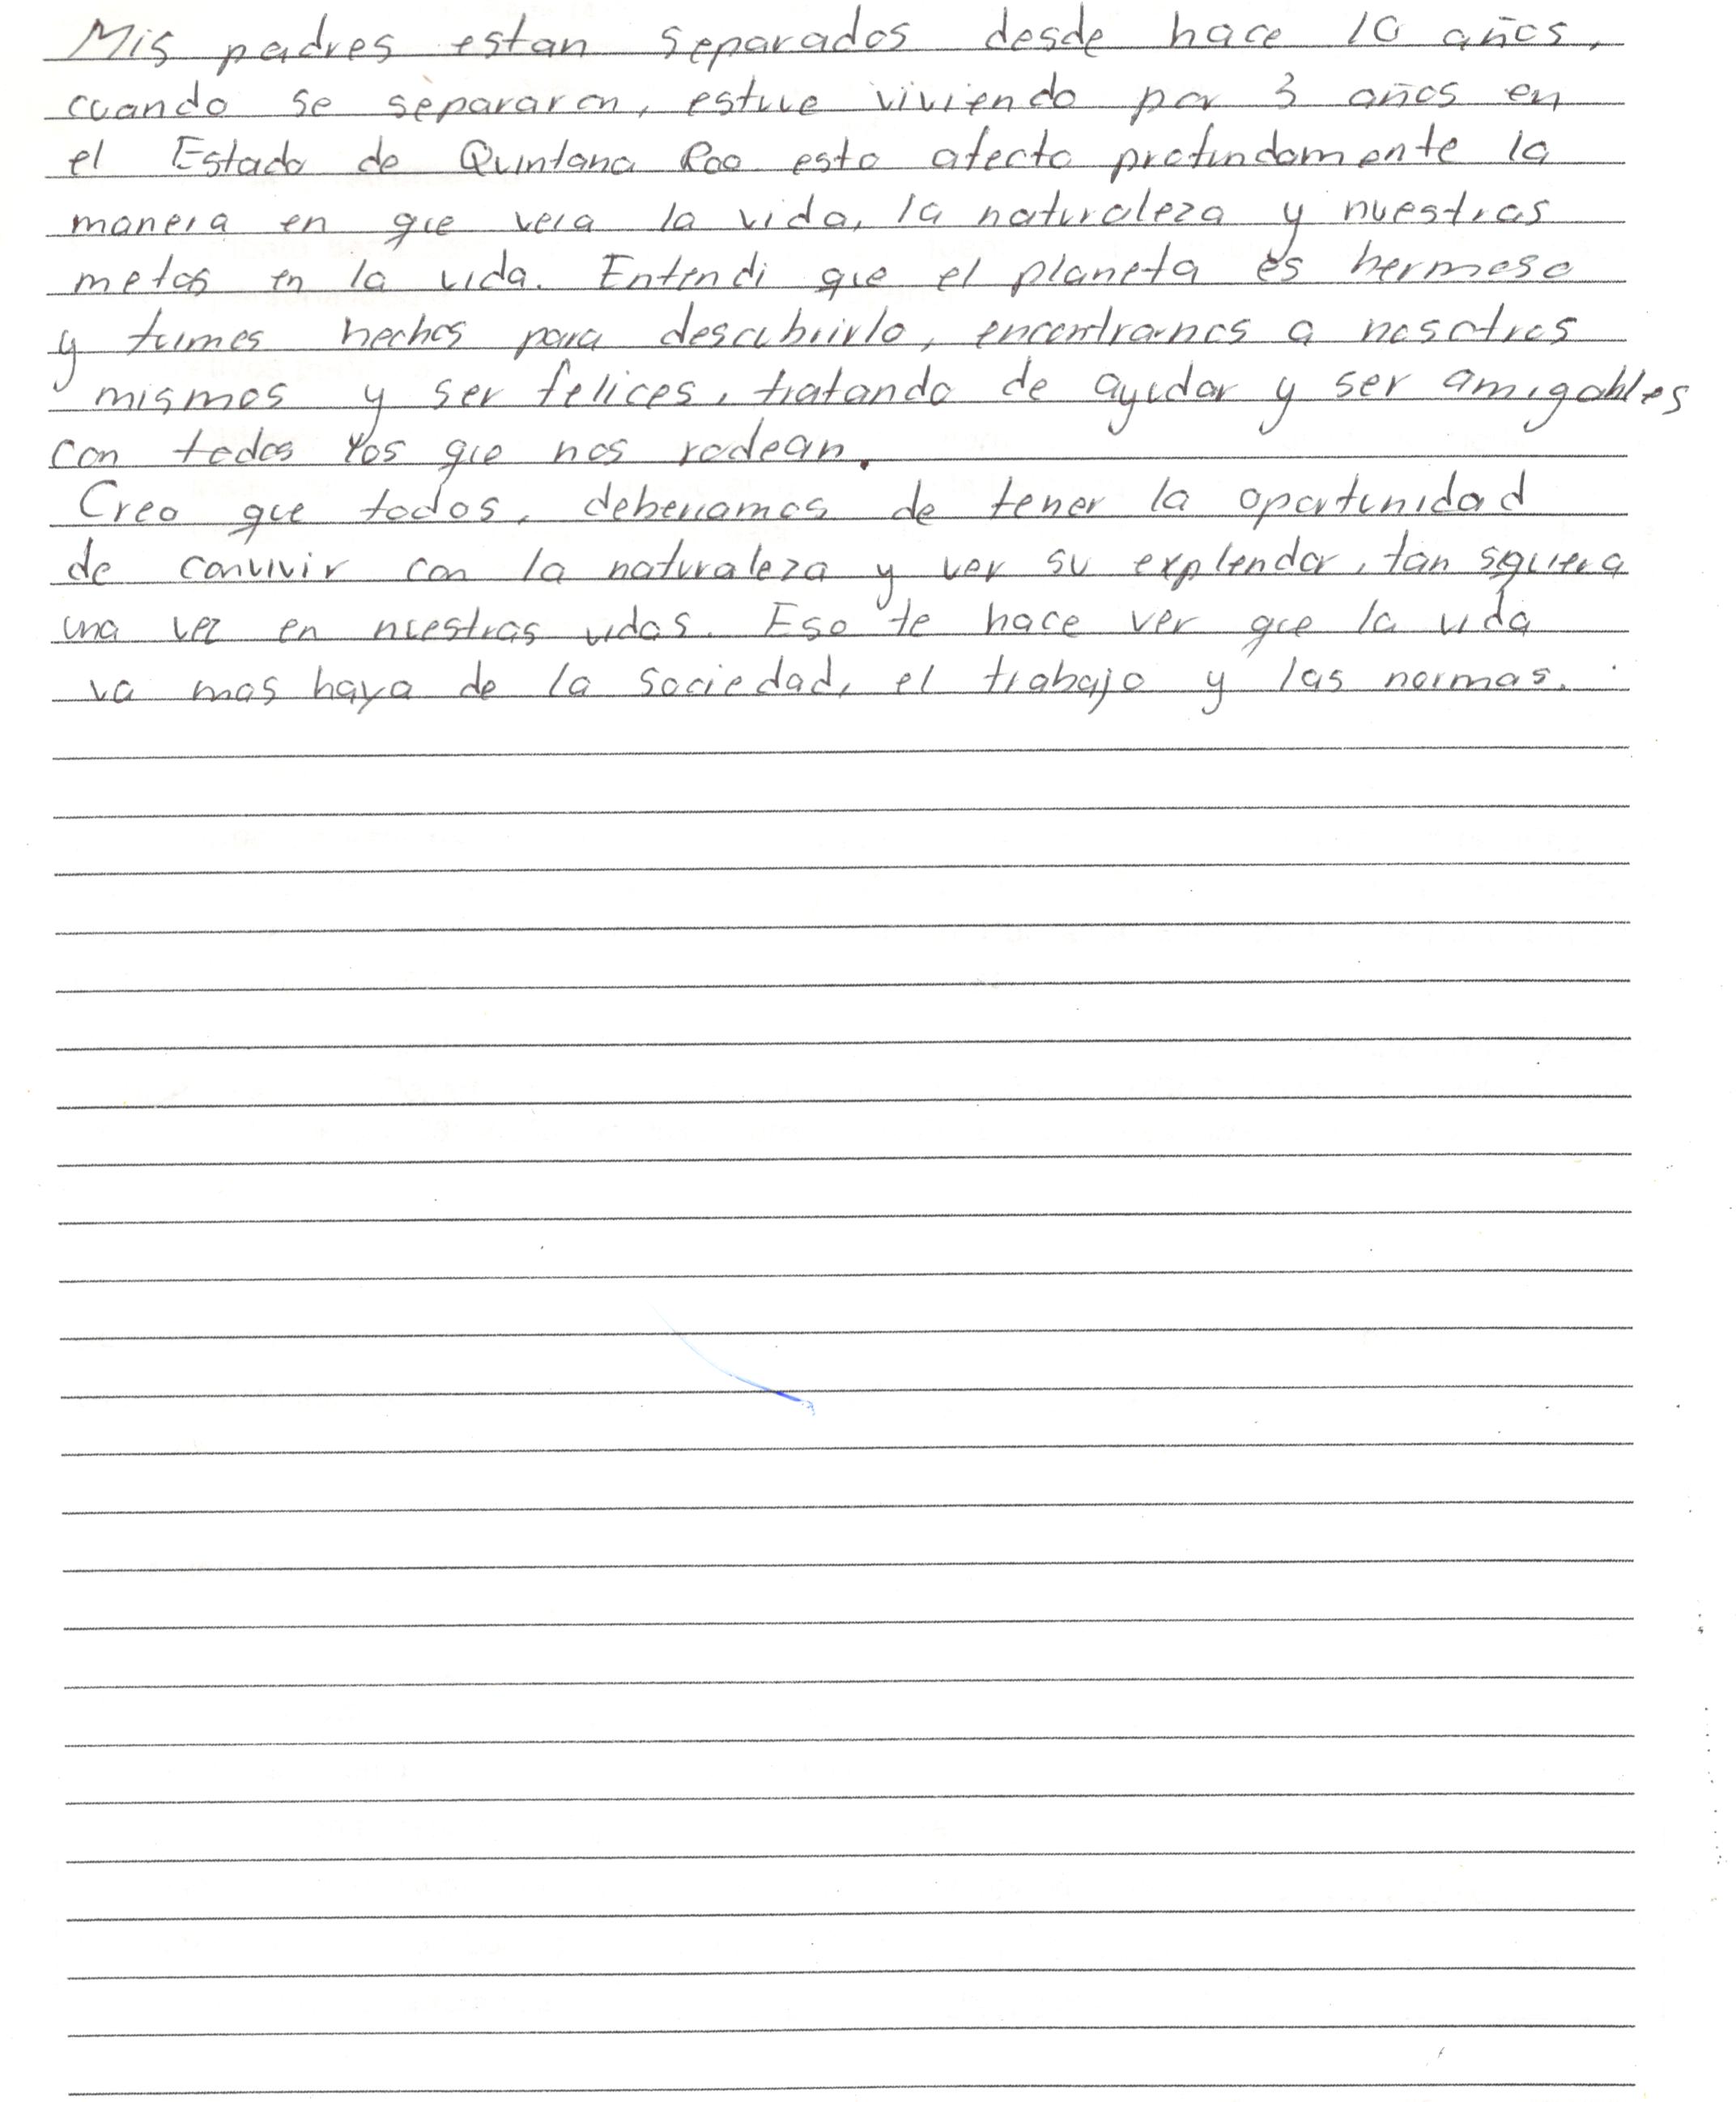 Mis padres estan separados desde hace 10 años,
cuando se separaron, estuve viviendo por 3 años en
el Estado de Quintana Roo esto afecto profundamente la
manera en que veia la vida, la naturaleza y nuestras
metas en la vida. Entendi que el planeta es hermoso
y fuimos hechos para descubrirlo, encontrarnos a nosotros
mismos y ser felices, tratando de ayudar y ser amigables
con todos los que nos rodean.
Creo que todos, deberiamos de tener la oportunidad
de convivir con la naturaleza y ver su explendor, tan siquiera
una vez en nuestras vidas. Eso te hace ver que la vida
va mas haya de la sociedad, el trabajo y las normas.